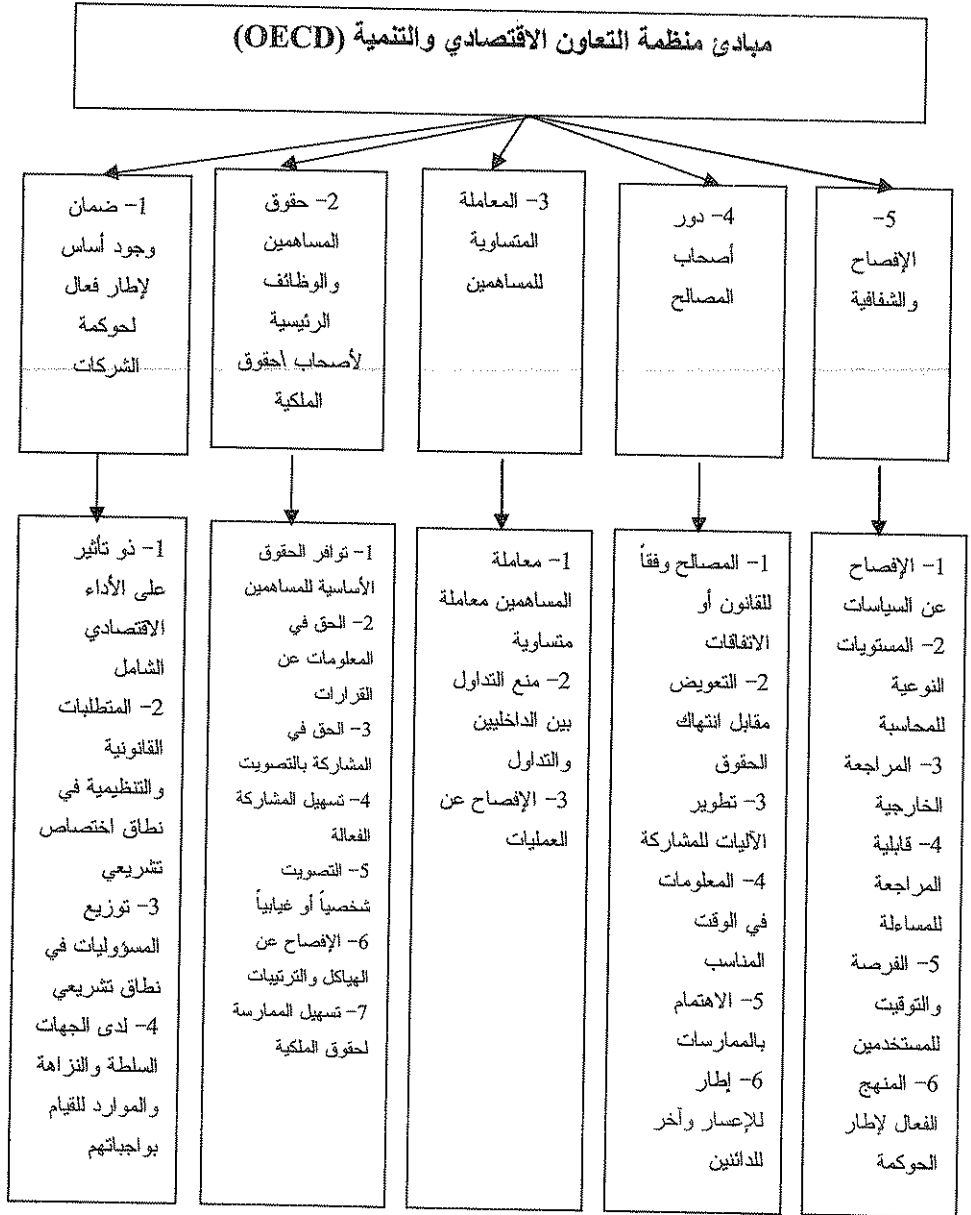 مبادئ منظمة التعاون الاقتصادي والتنمية (OECD)
1- ضمان
وجود أساس
لإطار فعال
لحوكمة
الشركات
2- حقوق
المساهمين
والوظائف
الرئيسية
لأصحاب احقوق
الملكية
3- المعاملة
المتساوية
للمساهمين
4- دور
أصحاب
المصالح
5-
الإفصاح
والشفافية
1- ذو تأثير
على الأداء
الاقتصادي
الشامل
2- المتطلبات
القانونية
والتنظيمية في
نطاق اختصاص
تشريعي
3- توزيع
المسؤوليات في
نطاق تشريعي
4- لدى الجهات
السلطة والنزاهة
والموارد للقيام
بواجباتهم
1- توافر الحقوق
الأساسية للمساهمين
2- الحق في
المعلومات عن
القرارات
3- الحق في
المشاركة بالتصويت
4- تسهيل المشاركة
الفعالة
5- التصويت
شخصياً أو غيابياً
6- الإفصاح عن
الهياكل والترتيبات
7- تسهيل الممارسة
لحقوق الملكية
1- معاملة
المساهمين معاملة
متساوية
2- منع التداول
بين الداخليين
والتداول
3- الإفصاح عن
العمليات
1- المصالح وفقاً
للقانون أو
الاتفاقات
2- التعويض
مقابل انتهاك
الحقوق
3- تطوير
الآليات للمشاركة
4- المعلومات
في الوقت
المناسب
5- الاهتمام
بالممارسات
6- إطار
للإعسار وآخر
للدائنين
1- الإفصاح
عن السياسات
2- المستويات
النوعية
للمحاسبة
3- المراجعة
الخارجية
4- قابلية
المراجعة
للمساءلة
5- الفرصة
والتوقيت
للمستخدمين
6- المنهج
الفعال لإطار
الحوكمة